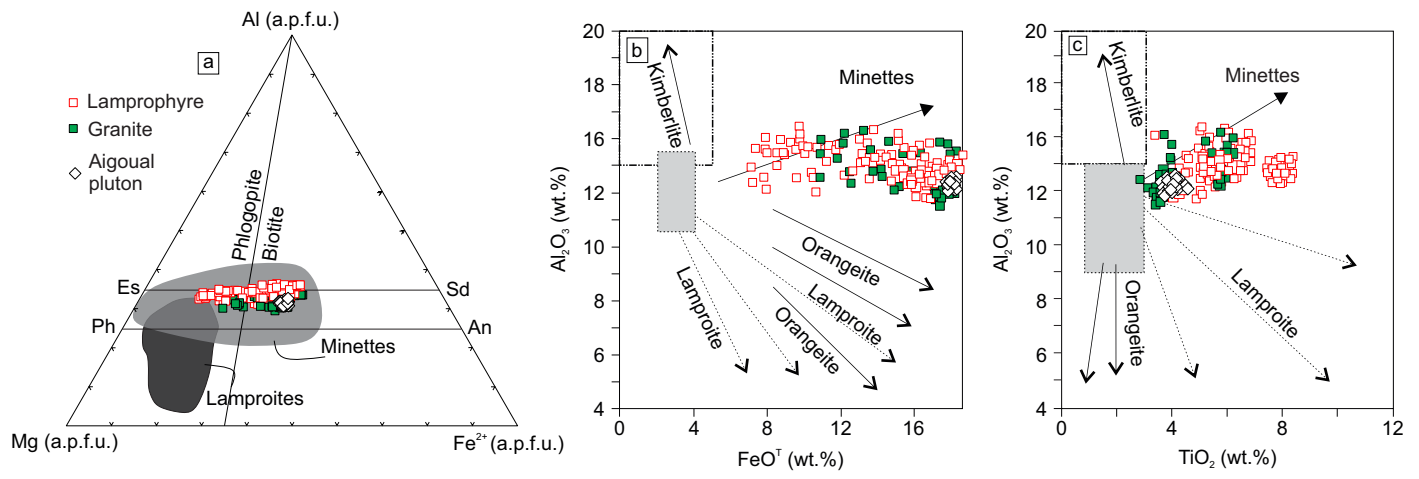 Al (a.p.f.u.)
a
Lamprophyre
Granite
Aigoual
pluton
Phlogopite
Biotite
Es
Sd
Ph
An
Minettes
Lamproites
Mg (a.p.f.u.)
Fe²⁺ (a.p.f.u.)
b
20
18
16
14
12
10
8
6
4
Al₂O₃ (wt.%)
Kimberlite
Minettes
Orangeite
Lamproite
Orangeite
Lamproite
0
4
8
12
16
FeOᵀ (wt.%)
c
20
18
16
14
12
10
8
6
4
Al₂O₃ (wt.%)
Kimberlite
Minettes
Orangeite
Lamproite
0
2
4
6
8
10
12
TiO₂ (wt.%)